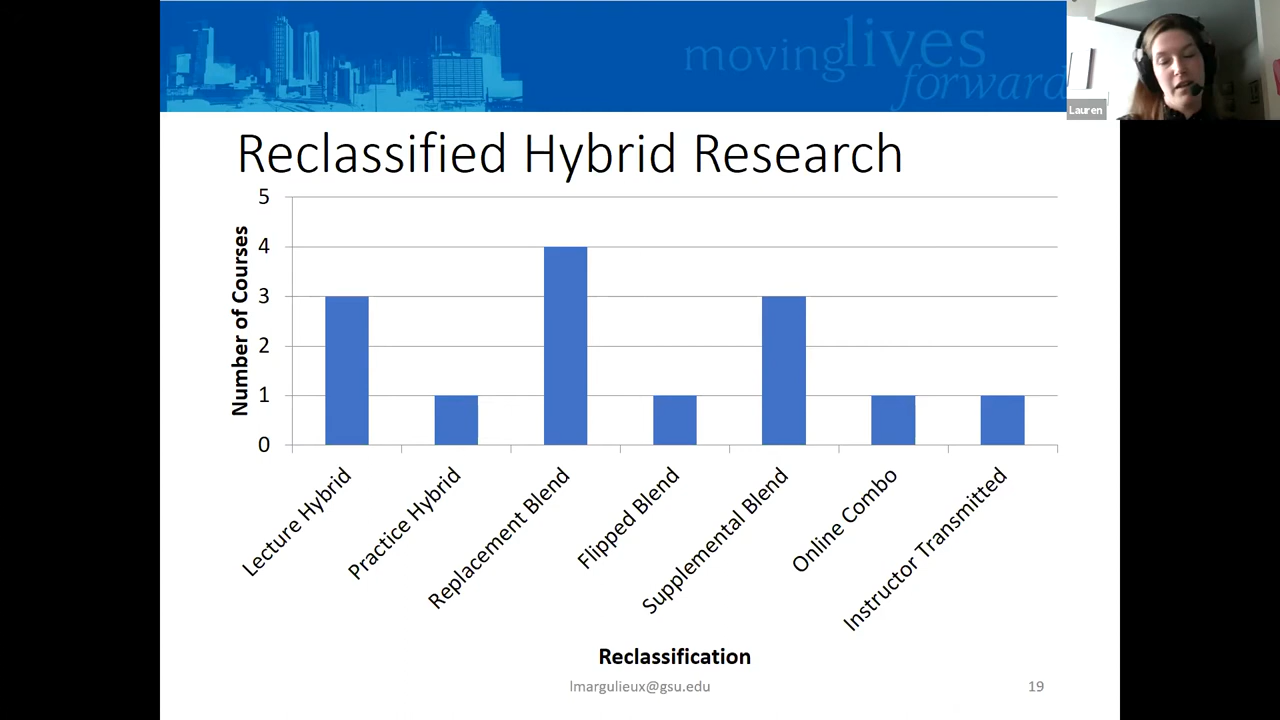 moving lives
forward
Lauren
Reclassified Hybrid Research
Number of Courses
5
4
3
2
1
0
Lecture Hybrid
Practice Hybrid
Replacement Blend
Flipped Blend
Supplemental Blend
Online Combo
Instructor Transmitted
Reclassification
lmargulieux@gsu.edu
19